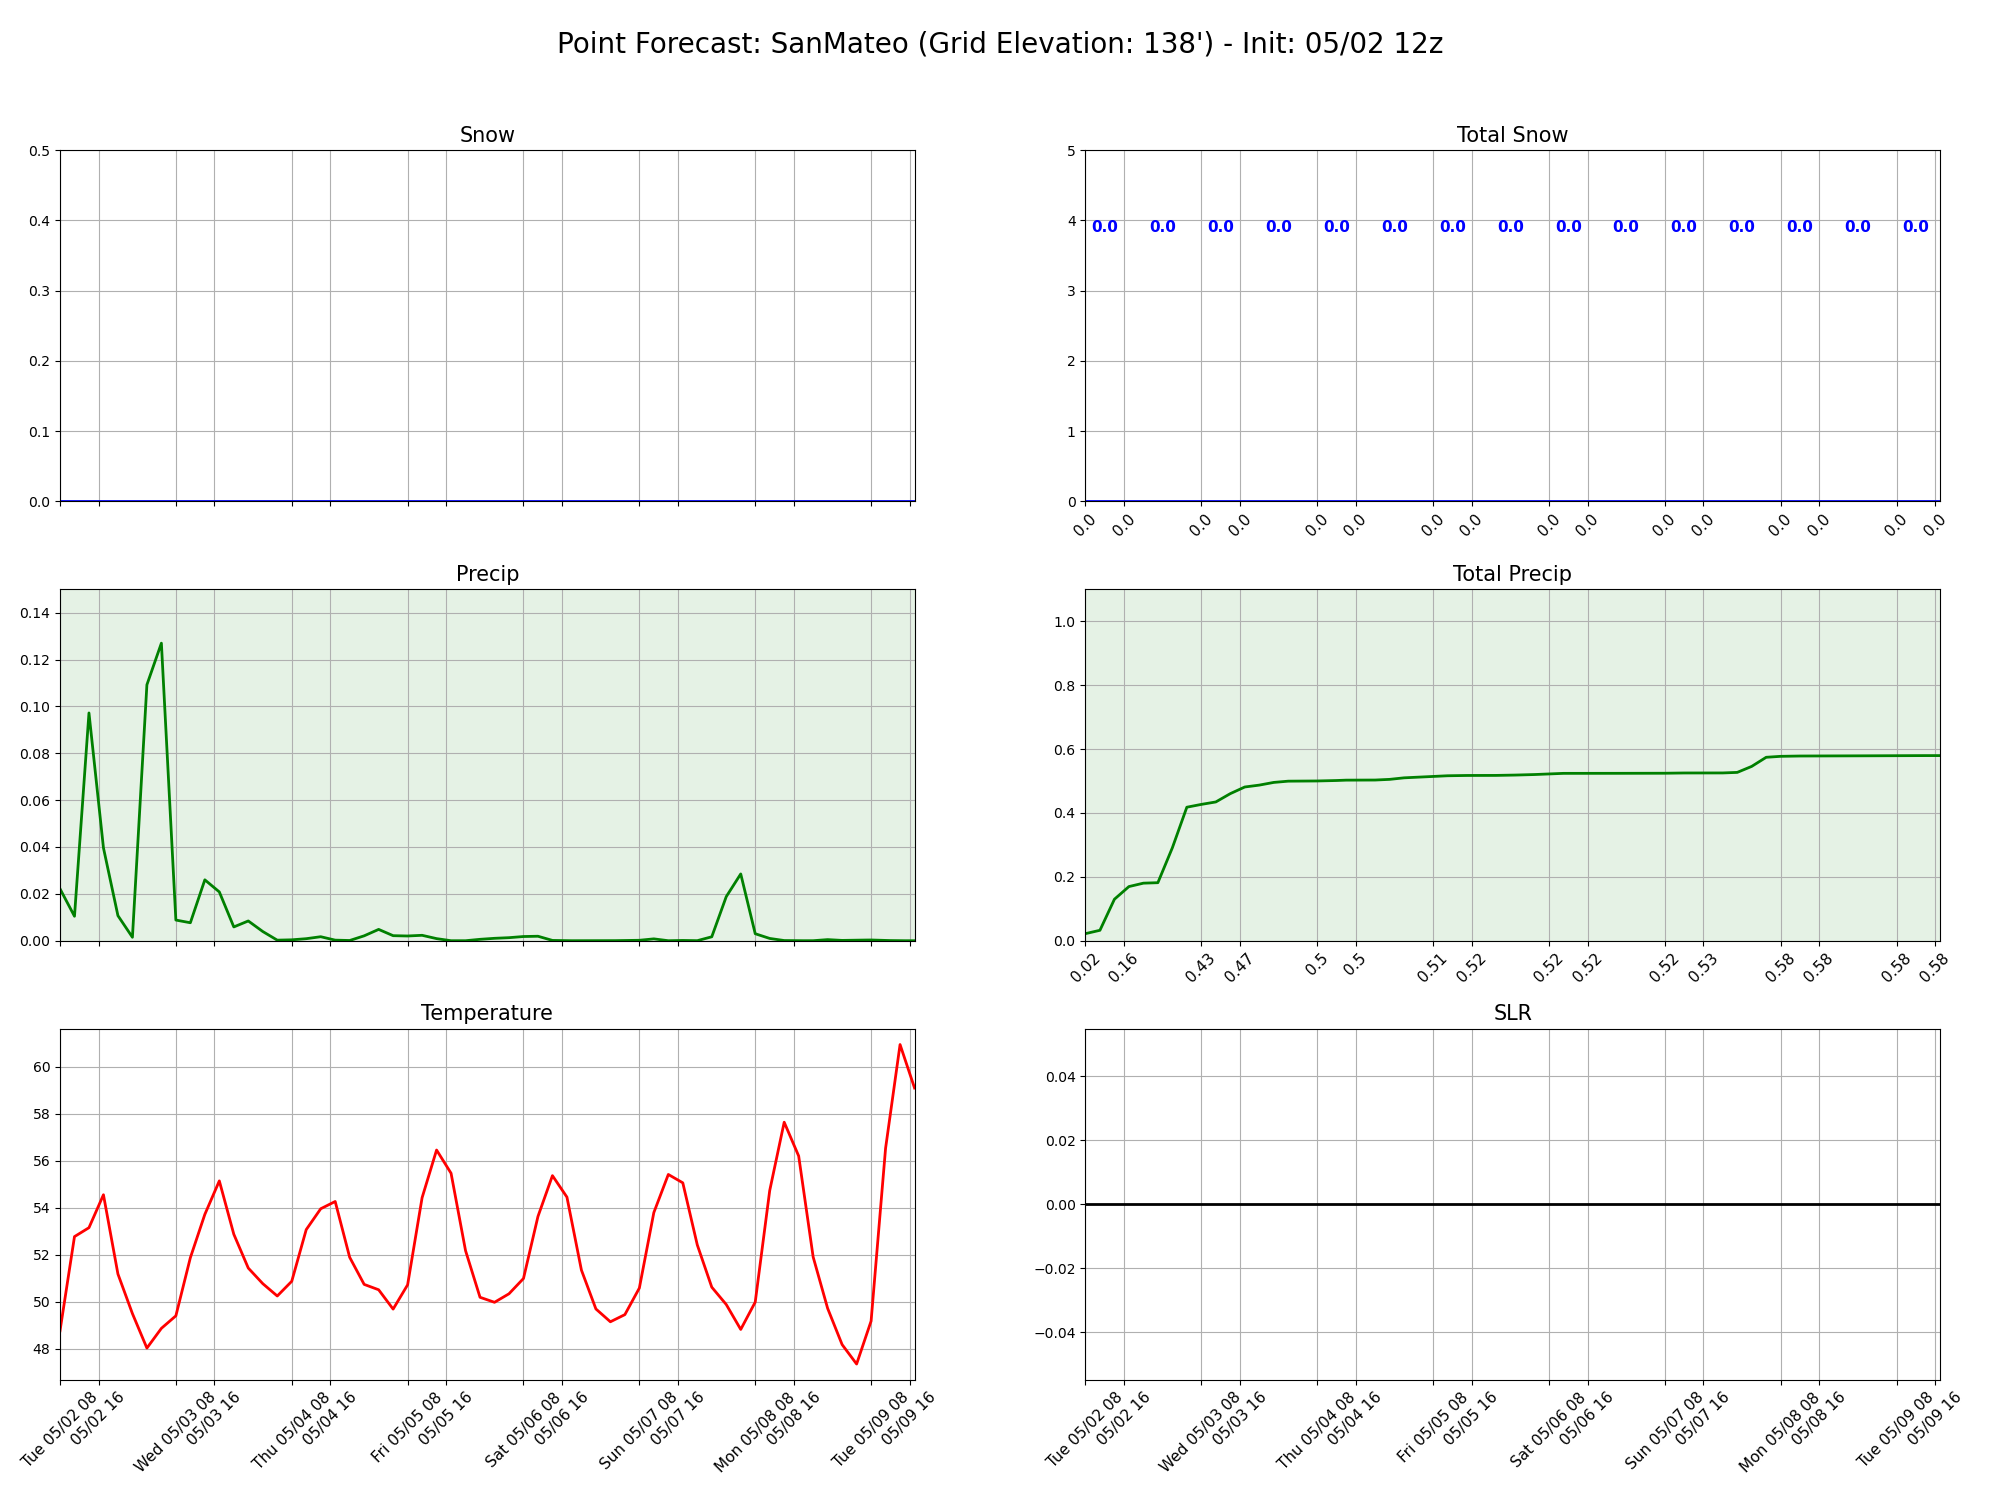 Point Forecast: SanMateo (Grid Elevation: 138') - Init: 05/02 12z
Snow
0.5
0.4
0.3
0.2
0.1
0.0
Total Snow
5
4
3
2
1
0
0.0 0.0 0.0 0.0 0.0 0.0 0.0 0.0 0.0 0.0 0.0 0.0 0.0 0.0 0.0
0.0 0.0 0.0 0.0 0.0 0.0 0.0 0.0 0.0 0.0 0.0 0.0 0.0 0.0 0.0 0.0
Precip
0.14
0.12
0.10
0.08
0.06
0.04
0.02
0.00
Total Precip
1.0
0.8
0.6
0.4
0.2
0.0
0.02 0.16 0.43 0.47 0.5 0.5 0.51 0.52 0.52 0.52 0.52 0.53 0.58 0.58 0.58 0.58
Temperature
60
58
56
54
52
50
48
Tue 05/02 08
05/02 16
Wed 05/03 08
05/03 16
Thu 05/04 08
05/04 16
Fri 05/05 08
05/05 16
Sat 05/06 08
05/06 16
Sun 05/07 08
05/07 16
Mon 05/08 08
05/08 16
Tue 05/09 08
05/09 16
SLR
0.04
0.02
0.00
−0.02
−0.04
Tue 05/02 08
05/02 16
Wed 05/03 08
05/03 16
Thu 05/04 08
05/04 16
Fri 05/05 08
05/05 16
Sat 05/06 08
05/06 16
Sun 05/07 08
05/07 16
Mon 05/08 08
05/08 16
Tue 05/09 08
05/09 16